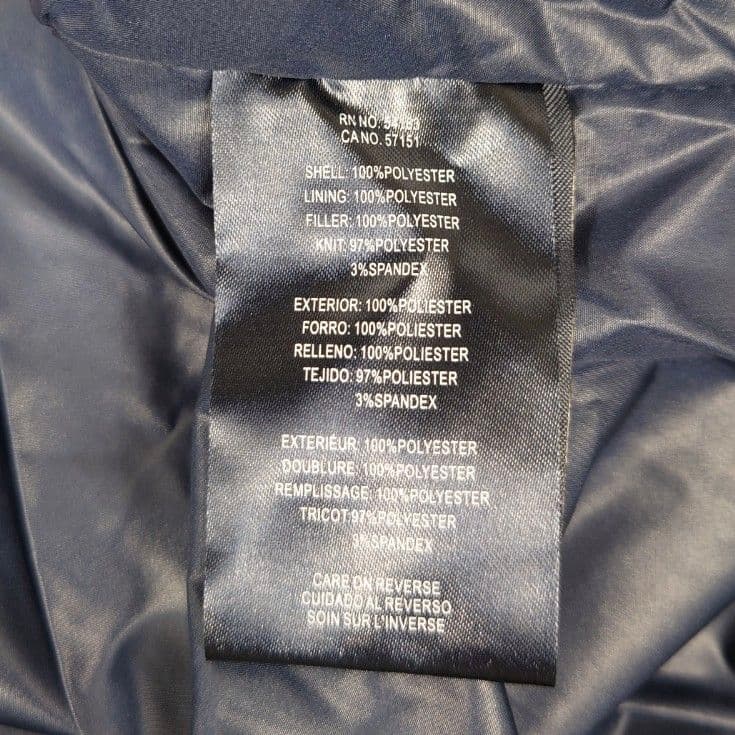 RN NO.
CA NO. 57151
SHELL: 100%POLYESTER
LINING: 100%POLYESTER
FILLER: 100%POLYESTER
KNIT: 97%POLYESTER
3%SPANDEX
EXTERIOR: 100%POLIESTER
FORRO: 100%POLIESTER
RELLENO: 100%POLIESTER
TEJIDO: 97%POLIESTER
3%SPANDEX
EXTERIEUR: 100%POLYESTER
DOUBLURE: 100%POLYESTER
REMPLISSAGE: 100%POLYESTER
TRICOT:97%POLYESTER
3%SPANDEX
CARE ON REVERSE
CUIDADO AL REVERSO
SOIN SUR L'INVERSE